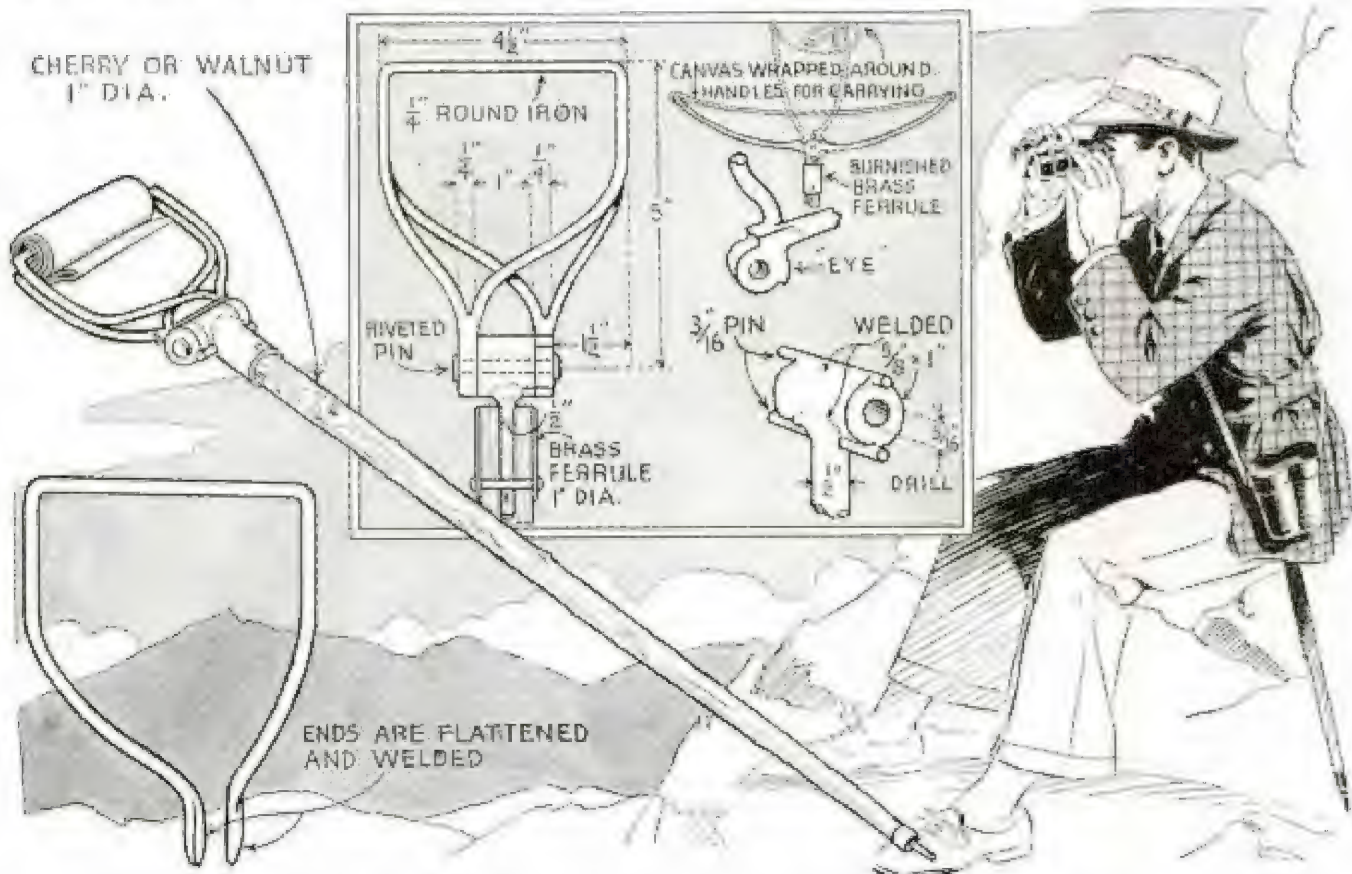 CHERRY OR WALNUT
1" DIA.
4½"
¼" ROUND IRON
¼"
1"
¼"
5"
RIVETED
PIN
1½"
½"
BRASS
FERRULE
1" DIA.
CANVAS WRAPPED AROUND
HANDLES FOR CARRYING
BURNISHED
BRASS
FERRULE
EYE
3/16" PIN
WELDED
5/8" × 1"
5/16"
DRILL
½"
ENDS ARE FLATTENED
AND WELDED